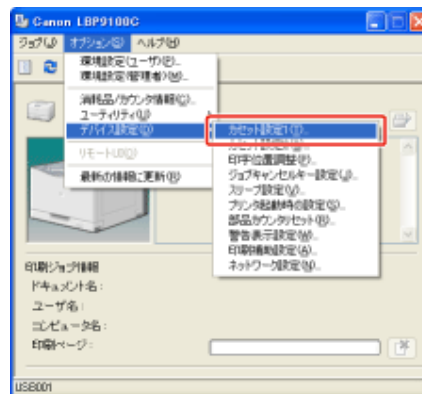 Canon LBP9100C
ジョブ(J) オプション(S) ヘルプ(H)
環境設定(ユーザ)(E)...
環境設定(管理者)(M)...
消耗品/カウンタ情報(C)...
ユーティリティ(U)
デバイス設定(D)
リモートUI(O)
最新の情報に更新(R)
カセット設定1(I)...
印字位置調整(P)...
ジョブキャンセルキー設定(J)...
スリープ設定(V)...
プリンタ起動時の設定(S)...
部品カウンタリセット(B)...
警告表示設定(W)...
印刷補助設定(A)...
ネットワーク設定(N)...
印刷ジョブ情報
ドキュメント名:
ユーザ名:
コンピュータ名:
印刷ページ:
USB001